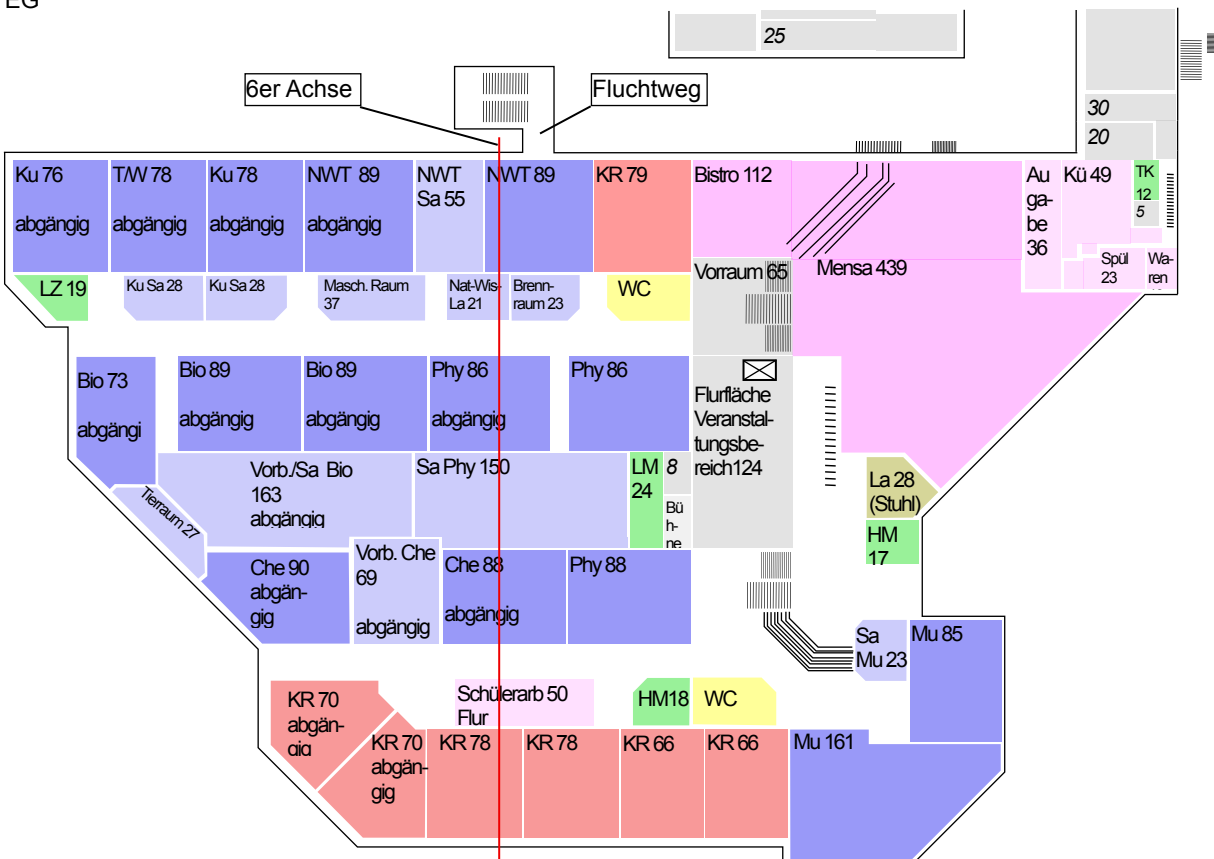 EG
25
6er Achse
Fluchtweg
30
20
Ku 76
abgängig
T/W 78
abgängig
Ku 78
abgängig
NWT 89
abgängig
NWT
Sa 55
NWT 89
KR 79
Bistro 112
Au
ga-
be
36
Kü 49
TK
12
5
LZ 19
Ku Sa 28
Ku Sa 28
Masch. Raum
37
Nat-Wis-
La 21
Brenn-
raum 23
WC
Vorraum 65
Mensa 439
Spül
23
Wa-
ren
Bio 73
abgängi
Bio 89
abgängig
Bio 89
abgängig
Phy 86
abgängig
Phy 86
Flurfläche
Veranstal-
tungsbe-
reich124
Vorb./Sa Bio
163
abgängig
Sa Phy 150
LM
24
8
Bü
h-
ne
La 28
(Stuhl)
HM
17
Tierraum 27
Che 90
abgän-
gig
Vorb. Che
69
abgängig
Che 88
abgängig
Phy 88
Sa
Mu 23
Mu 85
KR 70
abgän-
gig
Schülerarb 50
Flur
HM18
WC
KR 70
abgän-
gig
KR 78
KR 78
KR 66
KR 66
Mu 161